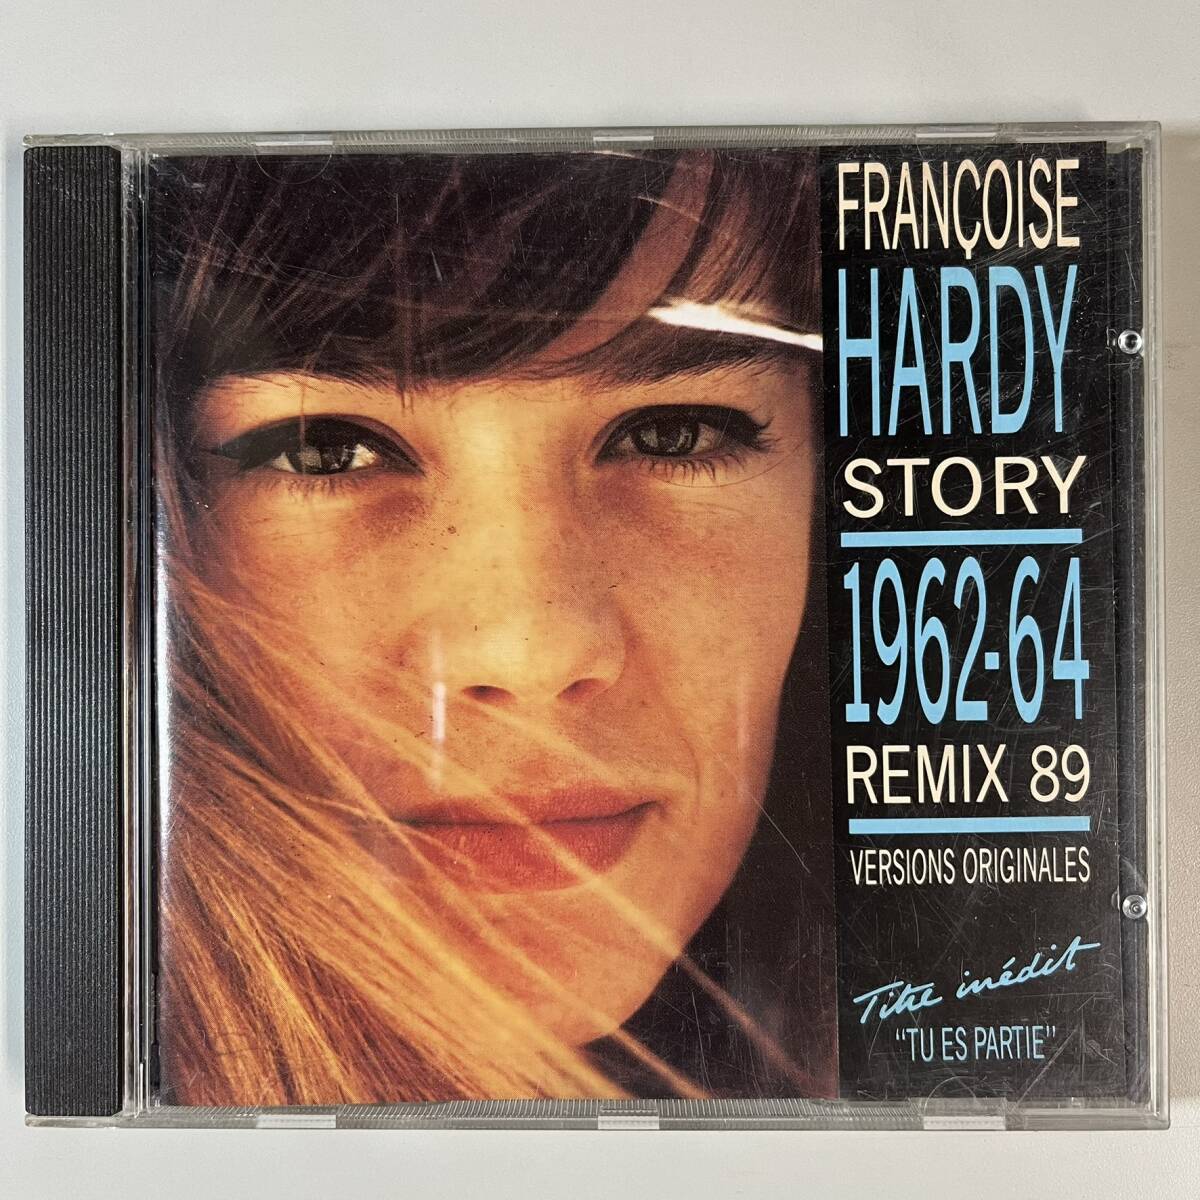 FRANÇOISE
HARDY
STORY
1962-64
REMIX 89
VERSIONS ORIGINALES
Titre inédit
"TU ES PARTIE"